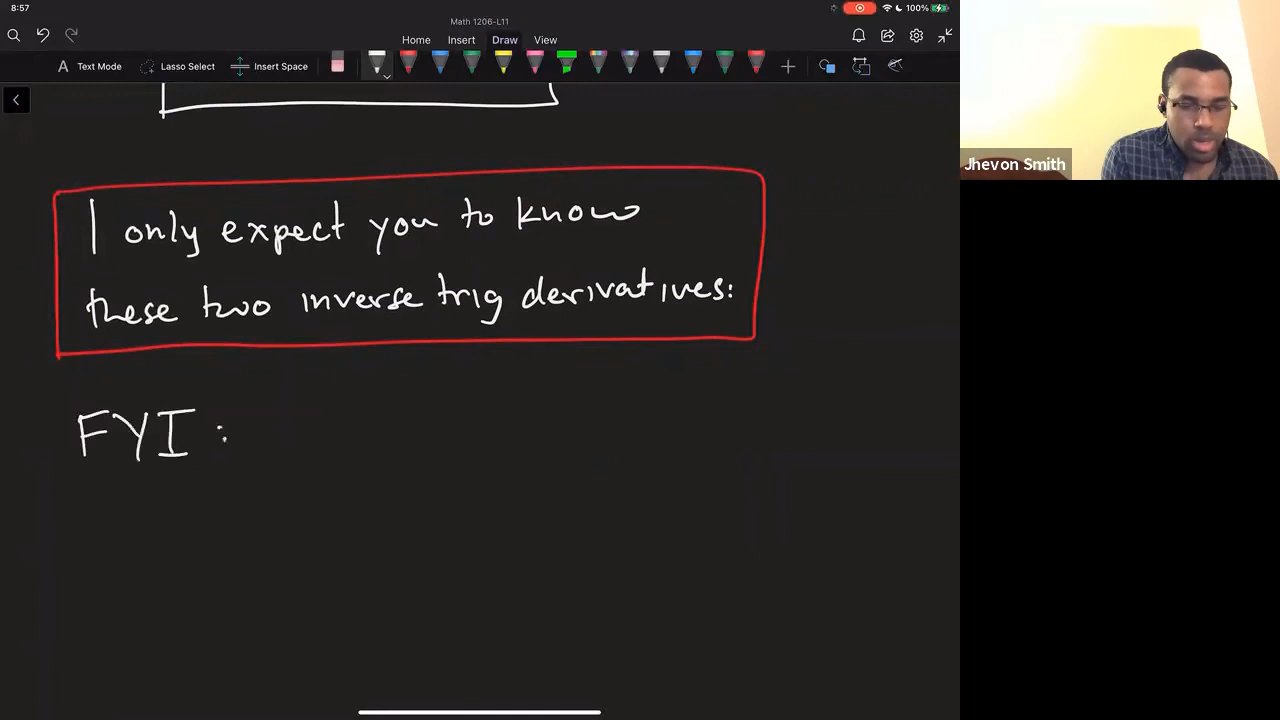 8:57
100%
Math 1206-L11
Home Insert Draw View
Text Mode Lasso Select Insert Space
Jhevon Smith
I only expect you to know
these two inverse trig derivatives:
FYI :